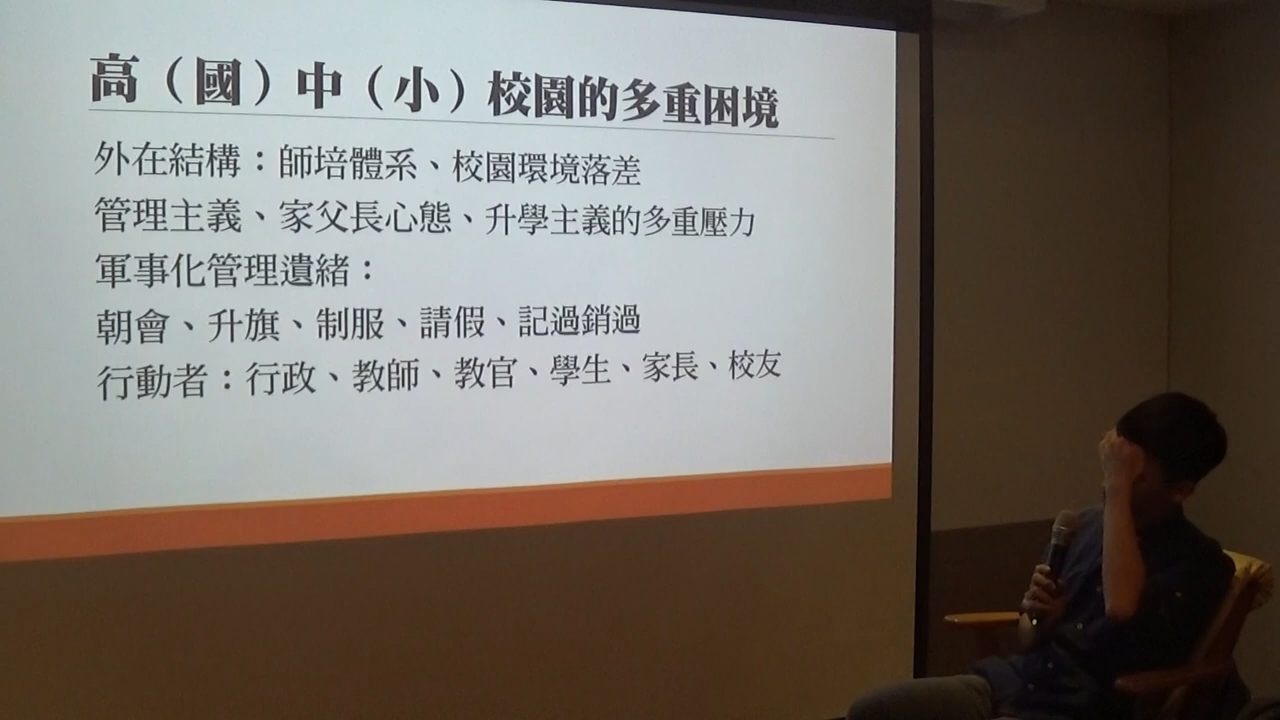 高（國）中（小）校園的多重困境
外在結構：師培體系、校園環境落差
管理主義、家父長心態、升學主義的多重壓力
軍事化管理遺緒：
朝會、升旗、制服、請假、記過銷過
行動者：行政、教師、教官、學生、家長、校友